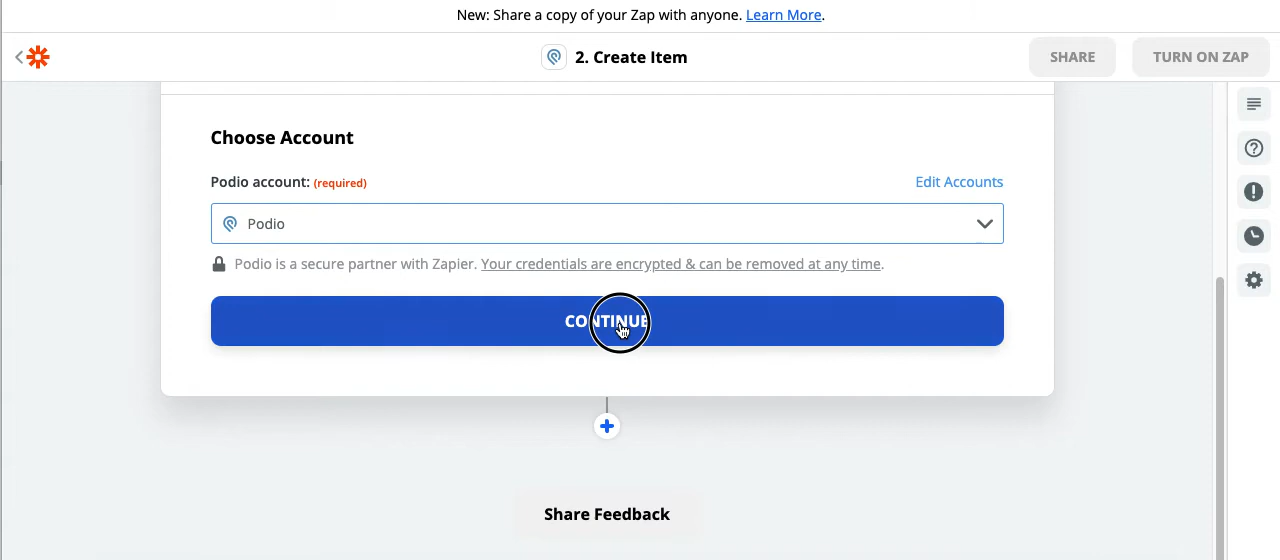 New: Share a copy of your Zap with anyone. Learn More.
2. Create Item
SHARE
TURN ON ZAP
Choose Account
Podio account: (required)
Edit Accounts
Podio
Podio is a secure partner with Zapier. Your credentials are encrypted & can be removed at any time.
CONTINUE
Share Feedback